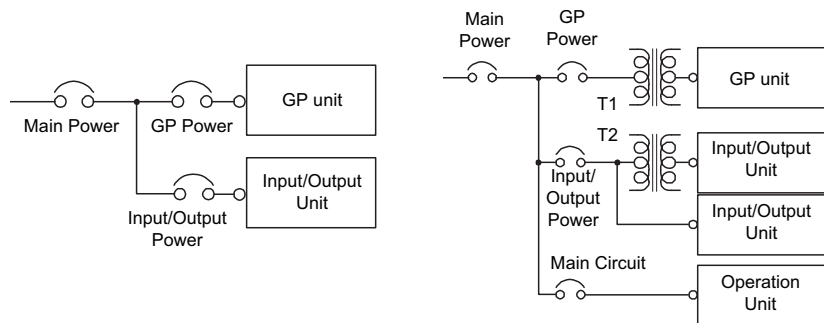 Main Power
GP Power
GP unit
Input/Output
Power
Input/Output
Unit
Main
Power
GP
Power
T1
GP unit
T2
Input/
Output
Power
Input/Output
Unit
Input/Output
Unit
Main Circuit
Operation
Unit